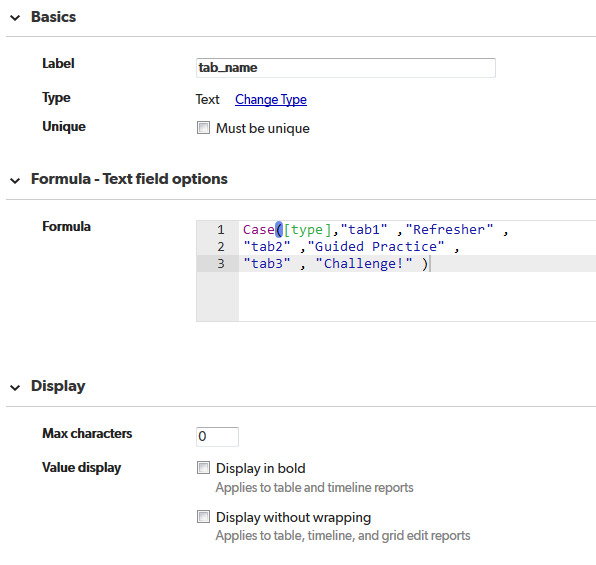 Basics
Label tab_name
Type Text Change Type
Unique Must be unique
Formula - Text field options
Formula 1 Case([type],"tab1" ,"Refresher" ,
2 "tab2" ,"Guided Practice" ,
3 "tab3" , "Challenge!" )
Display
Max characters 0
Value display Display in bold
Applies to table and timeline reports
Display without wrapping
Applies to table, timeline, and grid edit reports